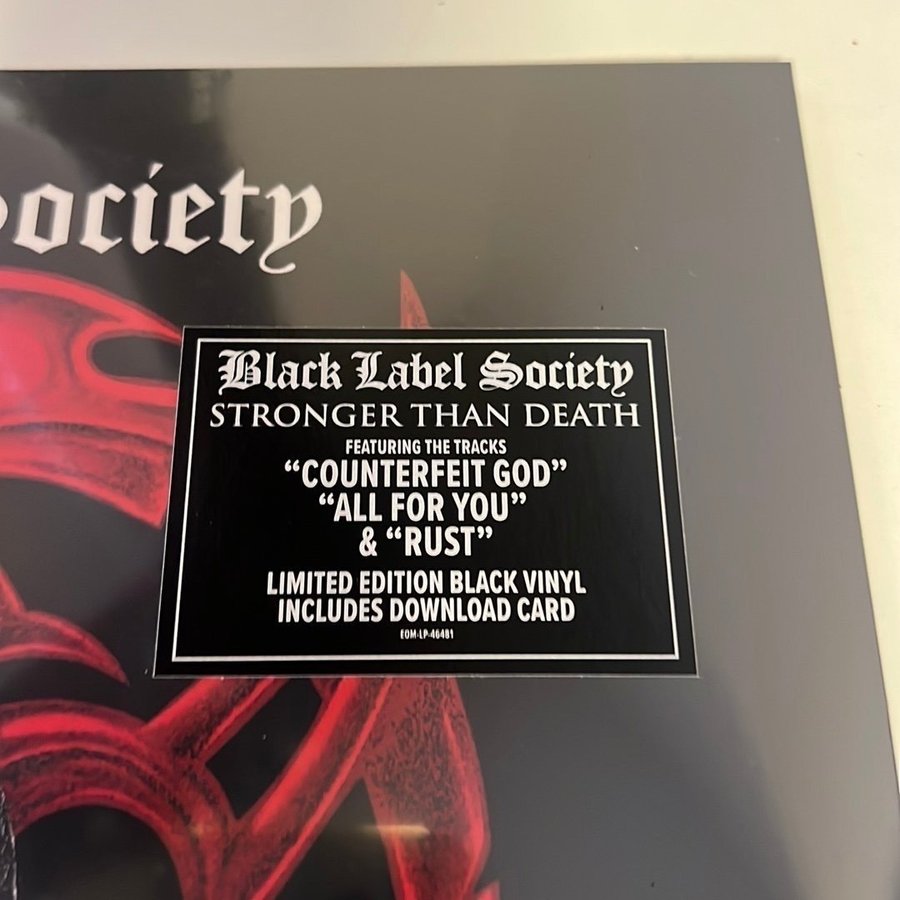 Society
Black Label Society
STRONGER THAN DEATH
FEATURING THE TRACKS
“COUNTERFEIT GOD”
“ALL FOR YOU”
& “RUST”
LIMITED EDITION BLACK VINYL
INCLUDES DOWNLOAD CARD
EOM-LP-46481